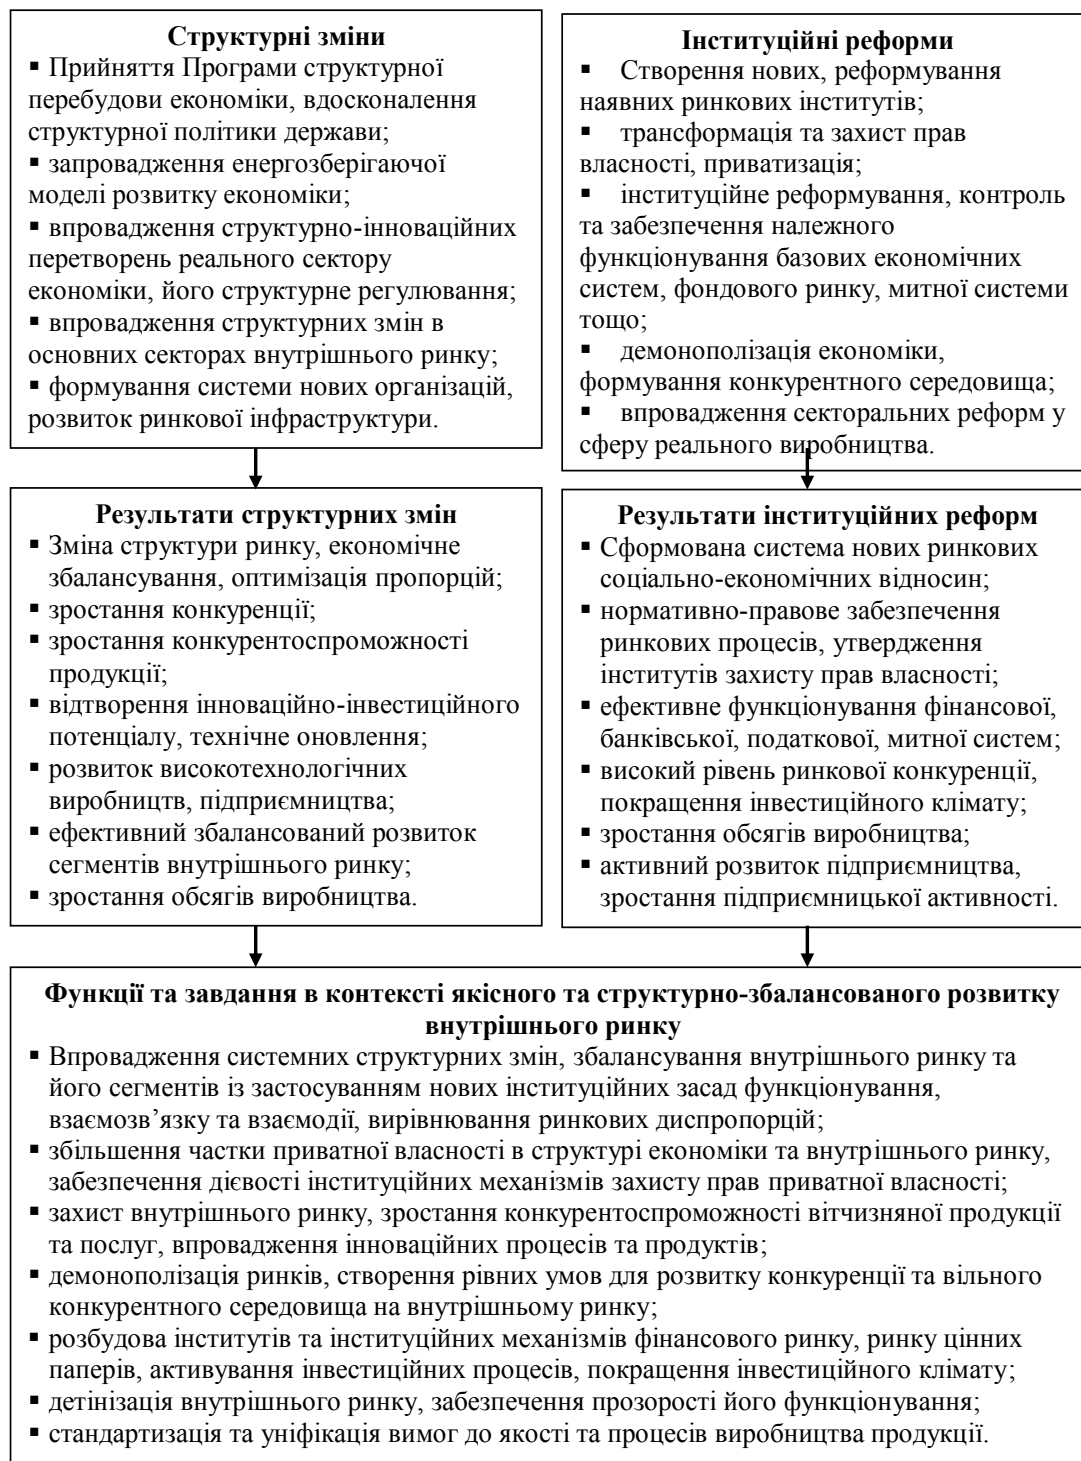 Структурні зміни
▪ Прийняття Програми структурної
перебудови економіки, вдосконалення
структурної політики держави;
▪ запровадження енергозберігаючої
моделі розвитку економіки;
▪ впровадження структурно-інноваційних
перетворень реального сектору
економіки, його структурне регулювання;
▪ впровадження структурних змін в
основних секторах внутрішнього ринку;
▪ формування системи нових організацій,
розвиток ринкової інфраструктури.
Інституційні реформи
▪ Створення нових, реформування
наявних ринкових інститутів;
▪ трансформація та захист прав
власності, приватизація;
▪ інституційне реформування, контроль
та забезпечення належного
функціонування базових економічних
систем, фондового ринку, митної системи
тощо;
▪ демонополізація економіки,
формування конкурентного середовища;
▪ впровадження секторальних реформ у
сферу реального виробництва.
Результати структурних змін
▪ Зміна структури ринку, економічне
збалансування, оптимізація пропорцій;
▪ зростання конкуренції;
▪ зростання конкурентоспроможності
продукції;
▪ відтворення інноваційно-інвестиційного
потенціалу, технічне оновлення;
▪ розвиток високотехнологічних
виробництв, підприємництва;
▪ ефективний збалансований розвиток
сегментів внутрішнього ринку;
▪ зростання обсягів виробництва.
Результати інституційних реформ
▪ Сформована система нових ринкових
соціально-економічних відносин;
▪ нормативно-правове забезпечення
ринкових процесів, утвердження
інститутів захисту прав власності;
▪ ефективне функціонування фінансової,
банківської, податкової, митної систем;
▪ високий рівень ринкової конкуренції,
покращення інвестиційного клімату;
▪ зростання обсягів виробництва;
▪ активний розвиток підприємництва,
зростання підприємницької активності.
Функції та завдання в контексті якісного та структурно-збалансованого розвитку
внутрішнього ринку
▪ Впровадження системних структурних змін, збалансування внутрішнього ринку та
його сегментів із застосуванням нових інституційних засад функціонування,
взаємозв’язку та взаємодії, вирівнювання ринкових диспропорцій;
▪ збільшення частки приватної власності в структурі економіки та внутрішнього ринку,
забезпечення дієвості інституційних механізмів захисту прав приватної власності;
▪ захист внутрішнього ринку, зростання конкурентоспроможності вітчизняної продукції
та послуг, впровадження інноваційних процесів та продуктів;
▪ демонополізація ринків, створення рівних умов для розвитку конкуренції та вільного
конкурентного середовища на внутрішньому ринку;
▪ розбудова інститутів та інституційних механізмів фінансового ринку, ринку цінних
паперів, активування інвестиційних процесів, покращення інвестиційного клімату;
▪ детінізація внутрішнього ринку, забезпечення прозорості його функціонування;
▪ стандартизація та уніфікація вимог до якості та процесів виробництва продукції.